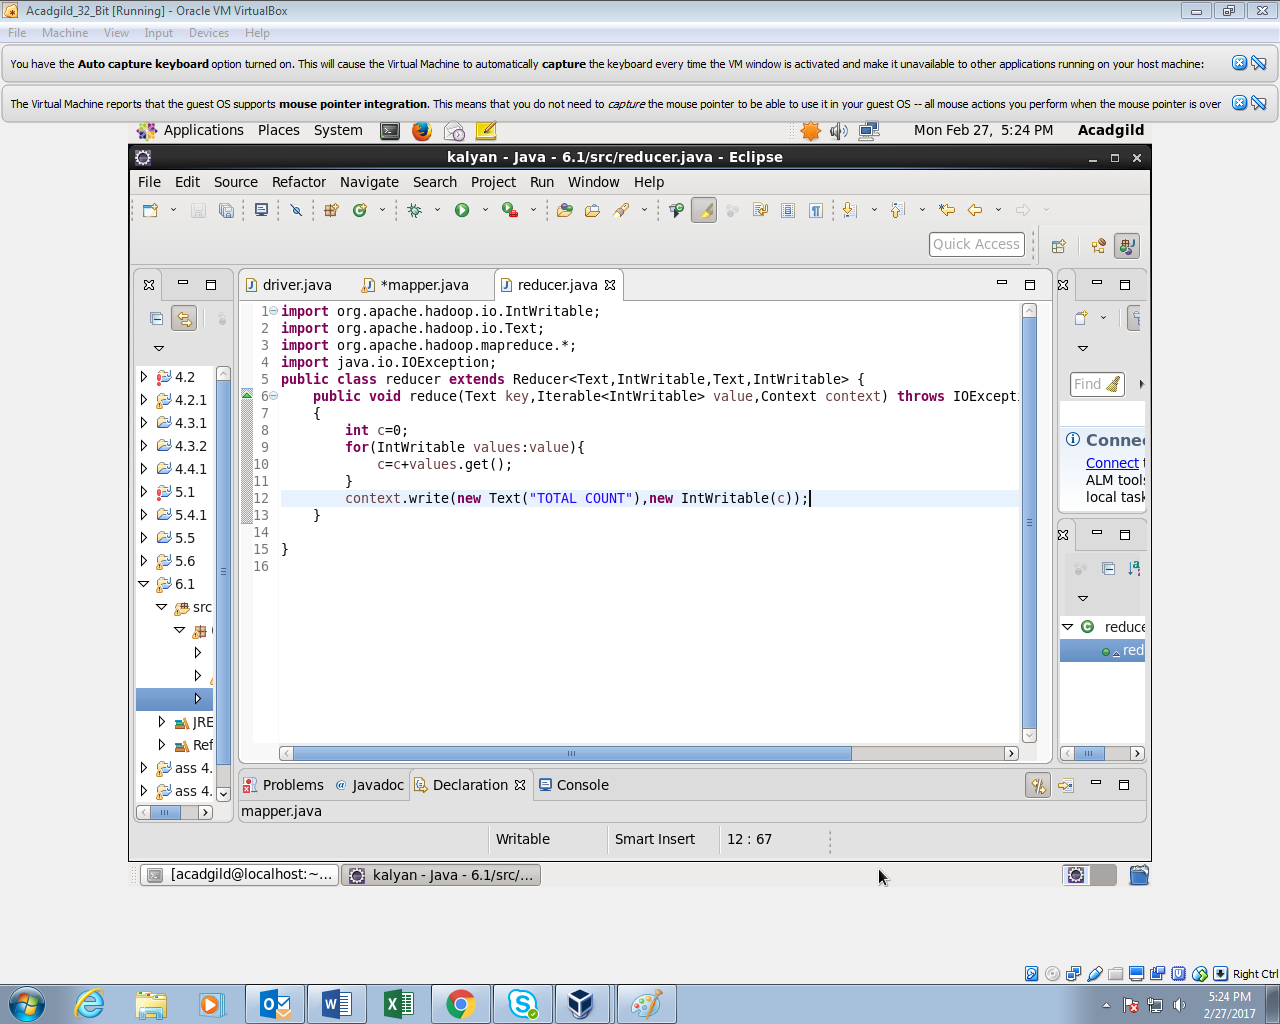 Acadgild_32_Bit [Running] - Oracle VM VirtualBox
File Machine View Input Devices Help
You have the Auto capture keyboard option turned on. This will cause the Virtual Machine to automatically capture the keyboard every time the VM window is activated and make it unavailable to other applications running on your host machine:
The Virtual Machine reports that the guest OS supports mouse pointer integration. This means that you do not need to capture the mouse pointer to be able to use it in your guest OS -- all mouse actions you perform when the mouse pointer is over
Applications Places System Mon Feb 27, 5:24 PM Acadgild
kalyan - Java - 6.1/src/reducer.java - Eclipse
File Edit Source Refactor Navigate Search Project Run Window Help
Quick Access
driver.java *mapper.java reducer.java
1 import org.apache.hadoop.io.IntWritable;
2 import org.apache.hadoop.io.Text;
3 import org.apache.hadoop.mapreduce.*;
4 import java.io.IOException;
5 public class reducer extends Reducer<Text,IntWritable,Text,IntWritable> {
6 public void reduce(Text key,Iterable<IntWritable> value,Context context) throws IOExcepti
7 {
8 int c=0;
9 for(IntWritable values:value){
10 c=c+values.get();
11 }
12 context.write(new Text("TOTAL COUNT"),new IntWritable(c));
13 }
14
15 }
16
4.2
4.2.1
4.3.1
4.3.2
4.4.1
5.1
5.4.1
5.5
5.6
6.1
src
JRE
Ref
ass 4.
ass 4.
Find
Connec
Connect t
ALM tools
local task
reduce
red
Problems @ Javadoc Declaration Console
mapper.java
Writable Smart Insert 12 : 67
[acadgild@localhost:~... kalyan - Java - 6.1/src/...
Right Ctrl
5:24 PM
2/27/2017